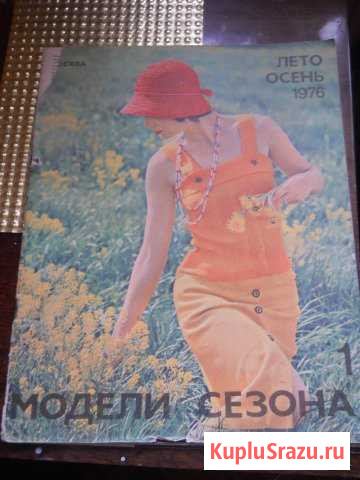 ЛЕТО
ОСЕНЬ
1976
1
МОДЕЛИ СЕЗОНА
KupluSrazu.ru